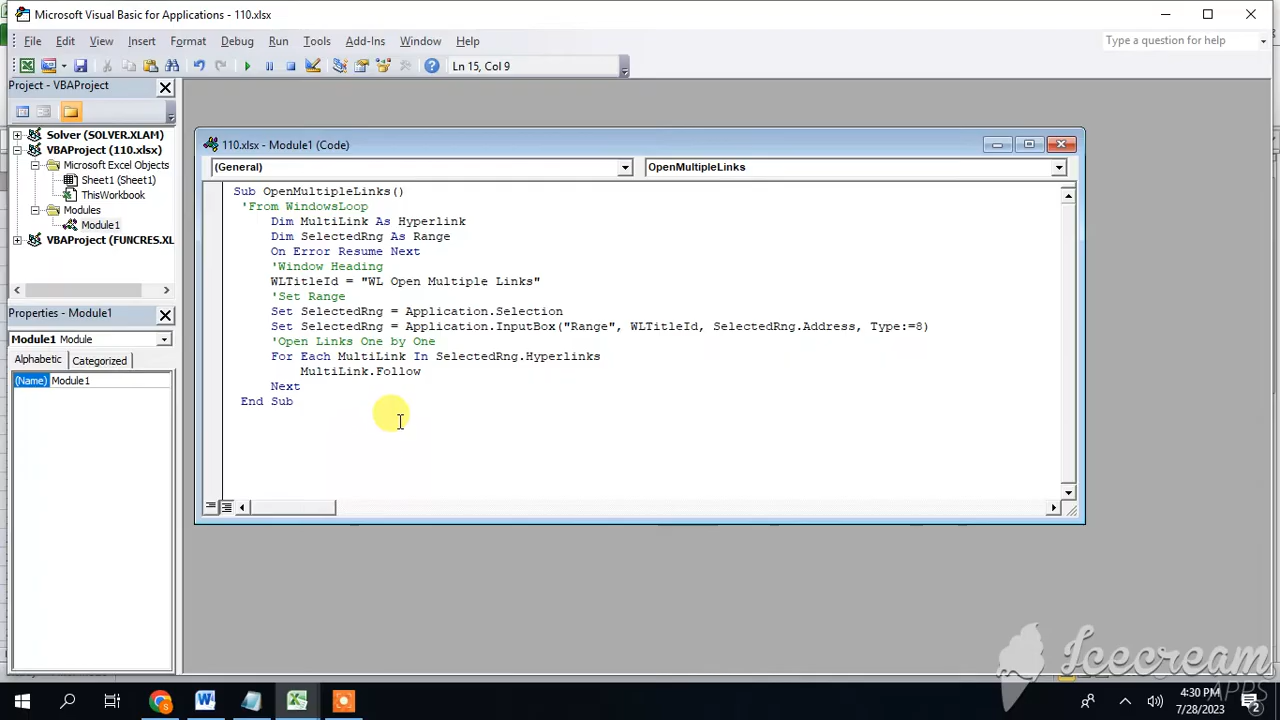 Microsoft Visual Basic for Applications - 110.xlsx
File Edit View Insert Format Debug Run Tools Add-Ins Window Help
Type a question for help
Ln 15, Col 9
Project - VBAProject
Solver (SOLVER.XLAM)
VBAProject (110.xlsx)
Microsoft Excel Objects
Sheet1 (Sheet1)
ThisWorkbook
Modules
Module1
VBAProject (FUNCRES.XL
Properties - Module1
Module1 Module
Alphabetic Categorized
(Name) Module1
110.xlsx - Module1 (Code)
(General) OpenMultipleLinks
Sub OpenMultipleLinks()
'From WindowsLoop
Dim MultiLink As Hyperlink
Dim SelectedRng As Range
On Error Resume Next
'Window Heading
WLTitleId = "WL Open Multiple Links"
'Set Range
Set SelectedRng = Application.Selection
Set SelectedRng = Application.InputBox("Range", WLTitleId, SelectedRng.Address, Type:=8)
'Open Links One by One
For Each MultiLink In SelectedRng.Hyperlinks
MultiLink.Follow
Next
End Sub
Icecream
APPS
4:30 PM
7/28/2023
2